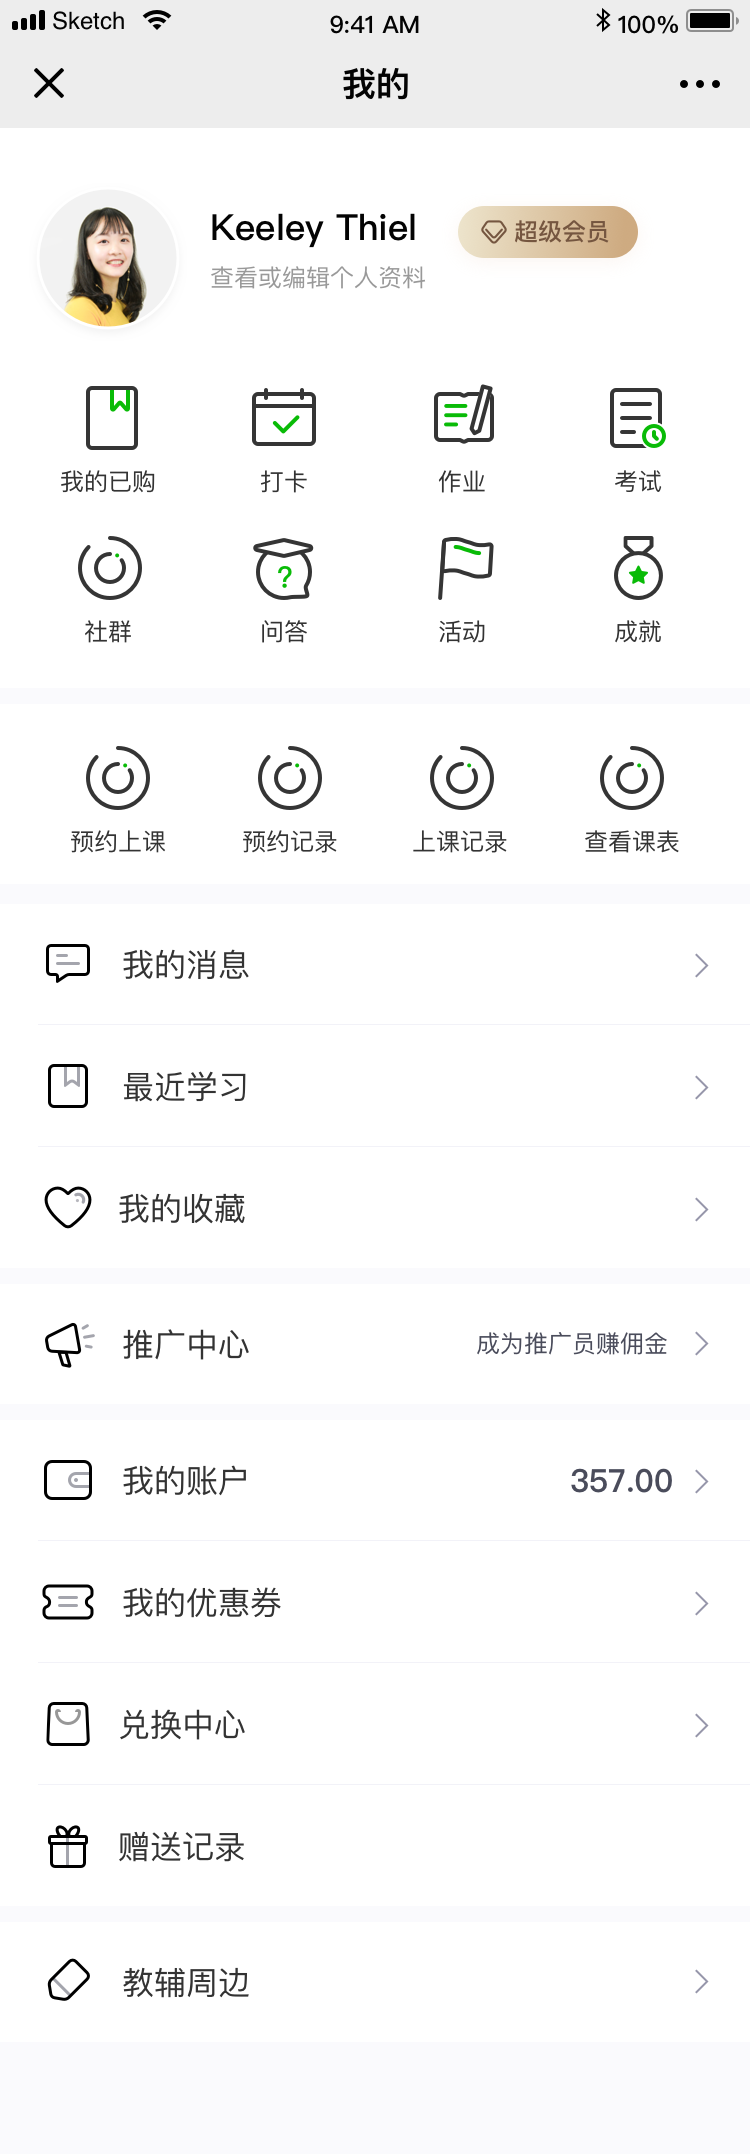 Sketch 9:41 AM 100%
我的
Keeley Thiel 超级会员
查看或编辑个人资料
我的已购 打卡 作业 考试
社群 问答 活动 成就
预约上课 预约记录 上课记录 查看课表
我的消息
最近学习
我的收藏
推广中心 成为推广员赚佣金
我的账户 357.00
我的优惠券
兑换中心
赠送记录
教辅周边